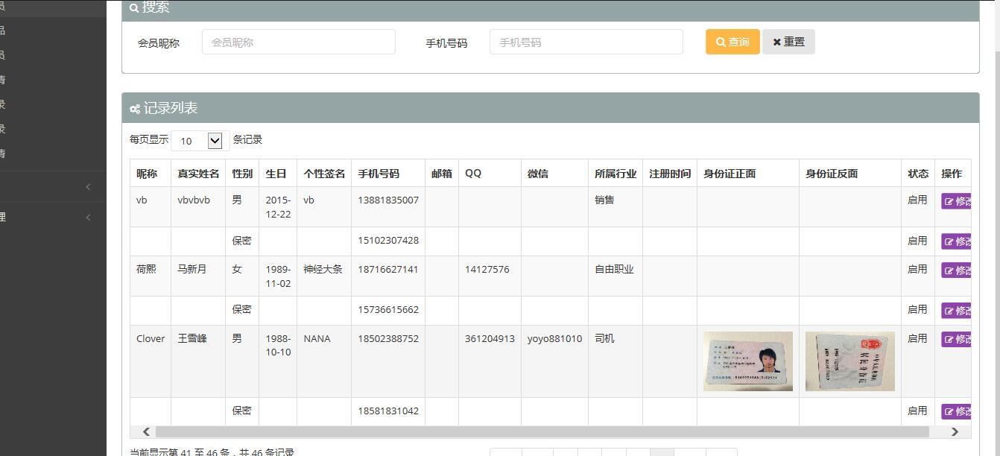 搜索
会员昵称 会员昵称 手机号码 手机号码 查询 重置
记录列表
每页显示 10 条记录
昵称 真实姓名 性别 生日 个性签名 手机号码 邮箱 QQ 微信 所属行业 注册时间 身份证正面 身份证反面 状态 操作
vb vbvbvb 男 2015-12-22 vb 13881835007 销售 启用 修改
保密 15102307428 启用 修改
荷熙 马新月 女 1989-11-02 神经大条 18716627141 14127576 自由职业 启用 修改
保密 15736615662 启用 修改
Clover 王雪峰 男 1988-10-10 NANA 18502388752 361204913 yoyo881010 司机 启用 修改
保密 18581831042 启用 修改
当前显示第 41 至 46 条，共 46 条记录